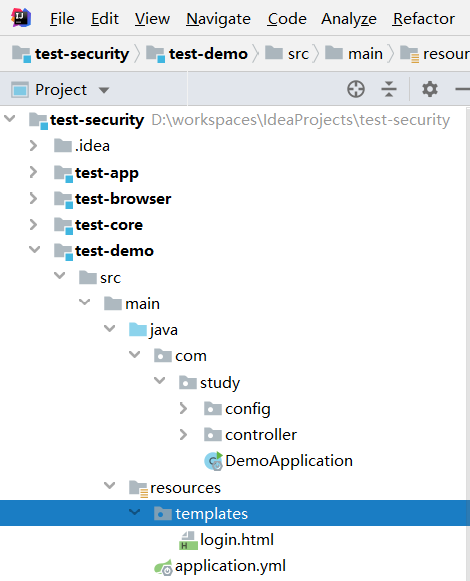 File Edit View Navigate Code Analyze Refactor
test-security test-demo src main resour
Project
test-security D:\workspaces\IdeaProjects\test-security
.idea
test-app
test-browser
test-core
test-demo
src
main
java
com
study
config
controller
DemoApplication
resources
templates
login.html
application.yml